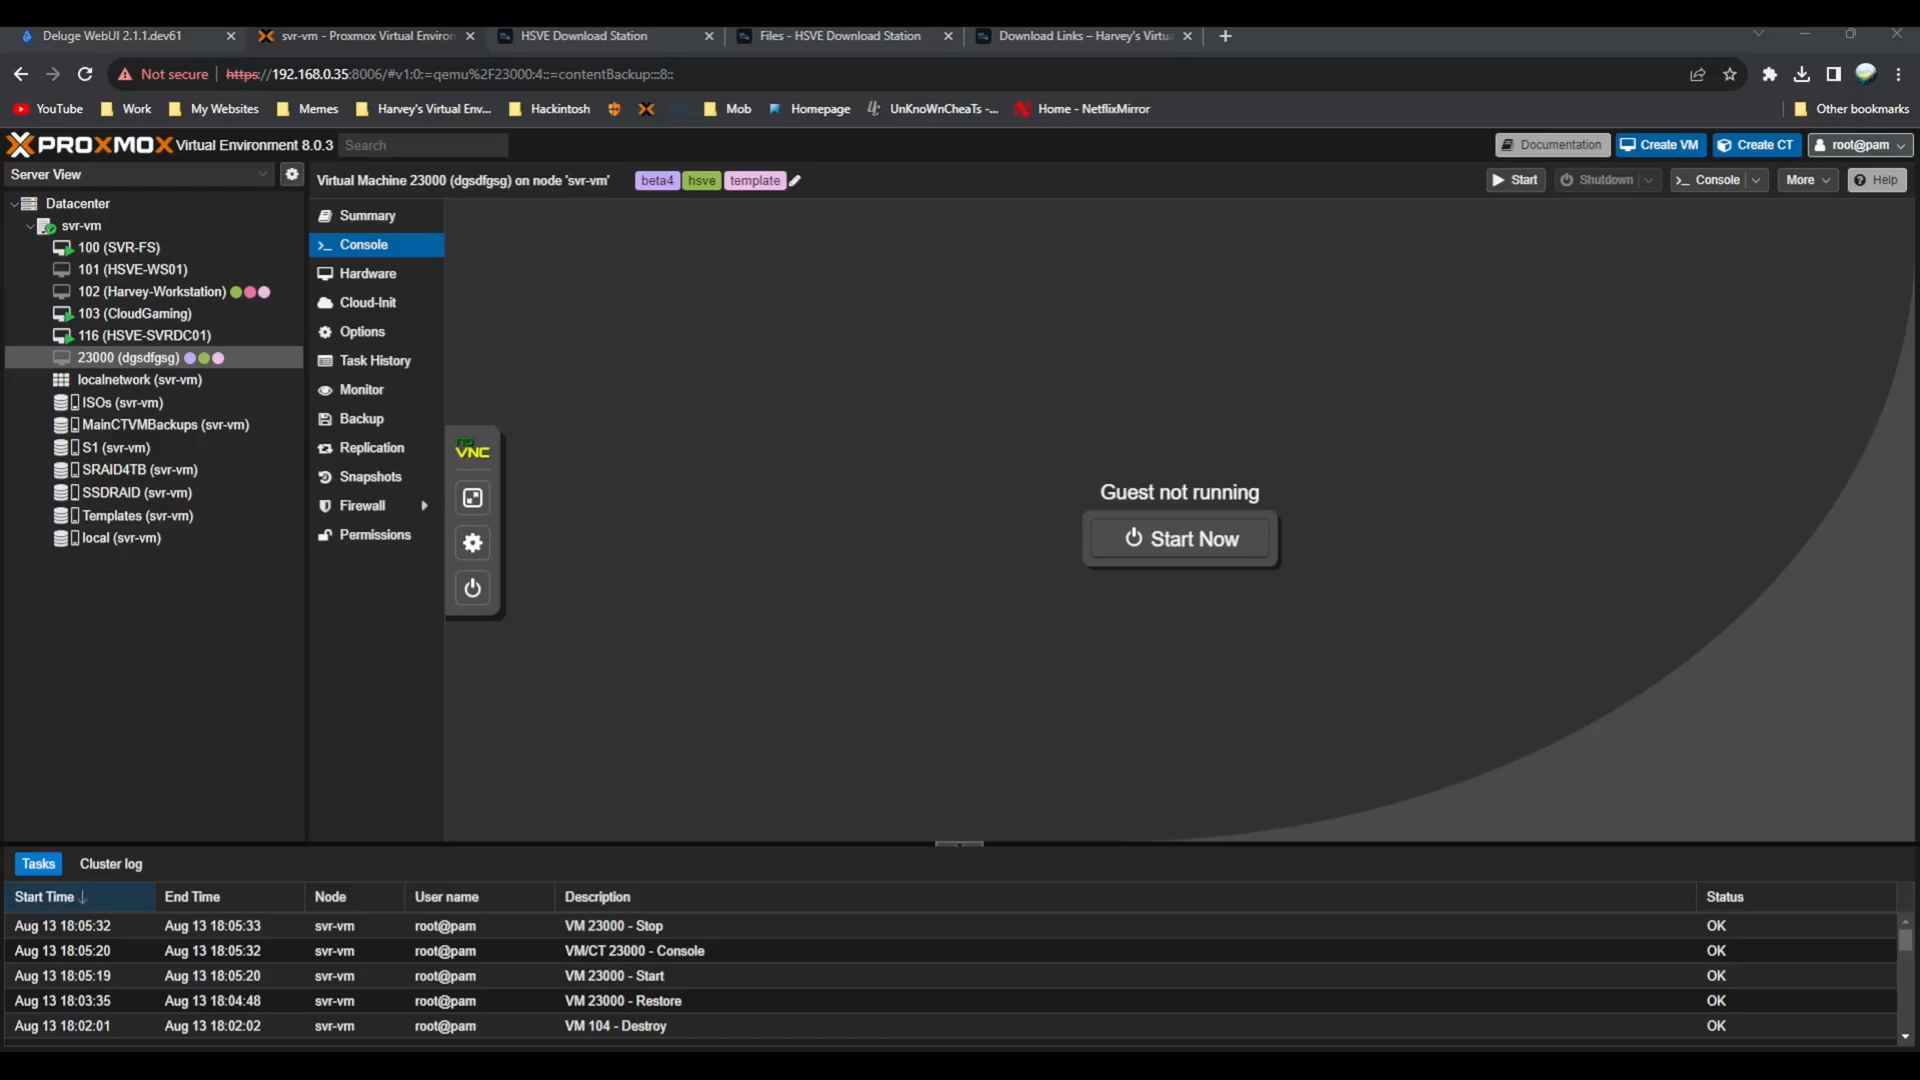 Deluge WebUI 2.1.1.dev61
svr-vm - Proxmox Virtual Environ
HSVE Download Station
Files - HSVE Download Station
Download Links – Harvey's Virtua
Not secure
https://192.168.0.35:8006/#v1:0:=qemu%2F23000:4::=contentBackup:::8::
YouTube
Work
My Websites
Memes
Harvey's Virtual Env...
Hackintosh
Mob
Homepage
UnKnoWnCheaTs -...
Home - NetflixMirror
Other bookmarks
PROXMOX Virtual Environment 8.0.3
Search
Documentation
Create VM
Create CT
root@pam
Server View
Virtual Machine 23000 (dgsdfgsg) on node 'svr-vm'
beta4 hsve template
Start
Shutdown
Console
More
Help
Datacenter
svr-vm
100 (SVR-FS)
101 (HSVE-WS01)
102 (Harvey-Workstation)
103 (CloudGaming)
116 (HSVE-SVRDC01)
23000 (dgsdfgsg)
localnetwork (svr-vm)
ISOs (svr-vm)
MainCTVMBackups (svr-vm)
S1 (svr-vm)
SRAID4TB (svr-vm)
SSDRAID (svr-vm)
Templates (svr-vm)
local (svr-vm)
Summary
Console
Hardware
Cloud-Init
Options
Task History
Monitor
Backup
Replication
Snapshots
Firewall
Permissions
no
VNC
Guest not running
Start Now
Tasks
Cluster log
Start Time End Time Node User name Description Status
Aug 13 18:05:32 Aug 13 18:05:33 svr-vm root@pam VM 23000 - Stop OK
Aug 13 18:05:20 Aug 13 18:05:32 svr-vm root@pam VM/CT 23000 - Console OK
Aug 13 18:05:19 Aug 13 18:05:20 svr-vm root@pam VM 23000 - Start OK
Aug 13 18:03:35 Aug 13 18:04:48 svr-vm root@pam VM 23000 - Restore OK
Aug 13 18:02:01 Aug 13 18:02:02 svr-vm root@pam VM 104 - Destroy OK